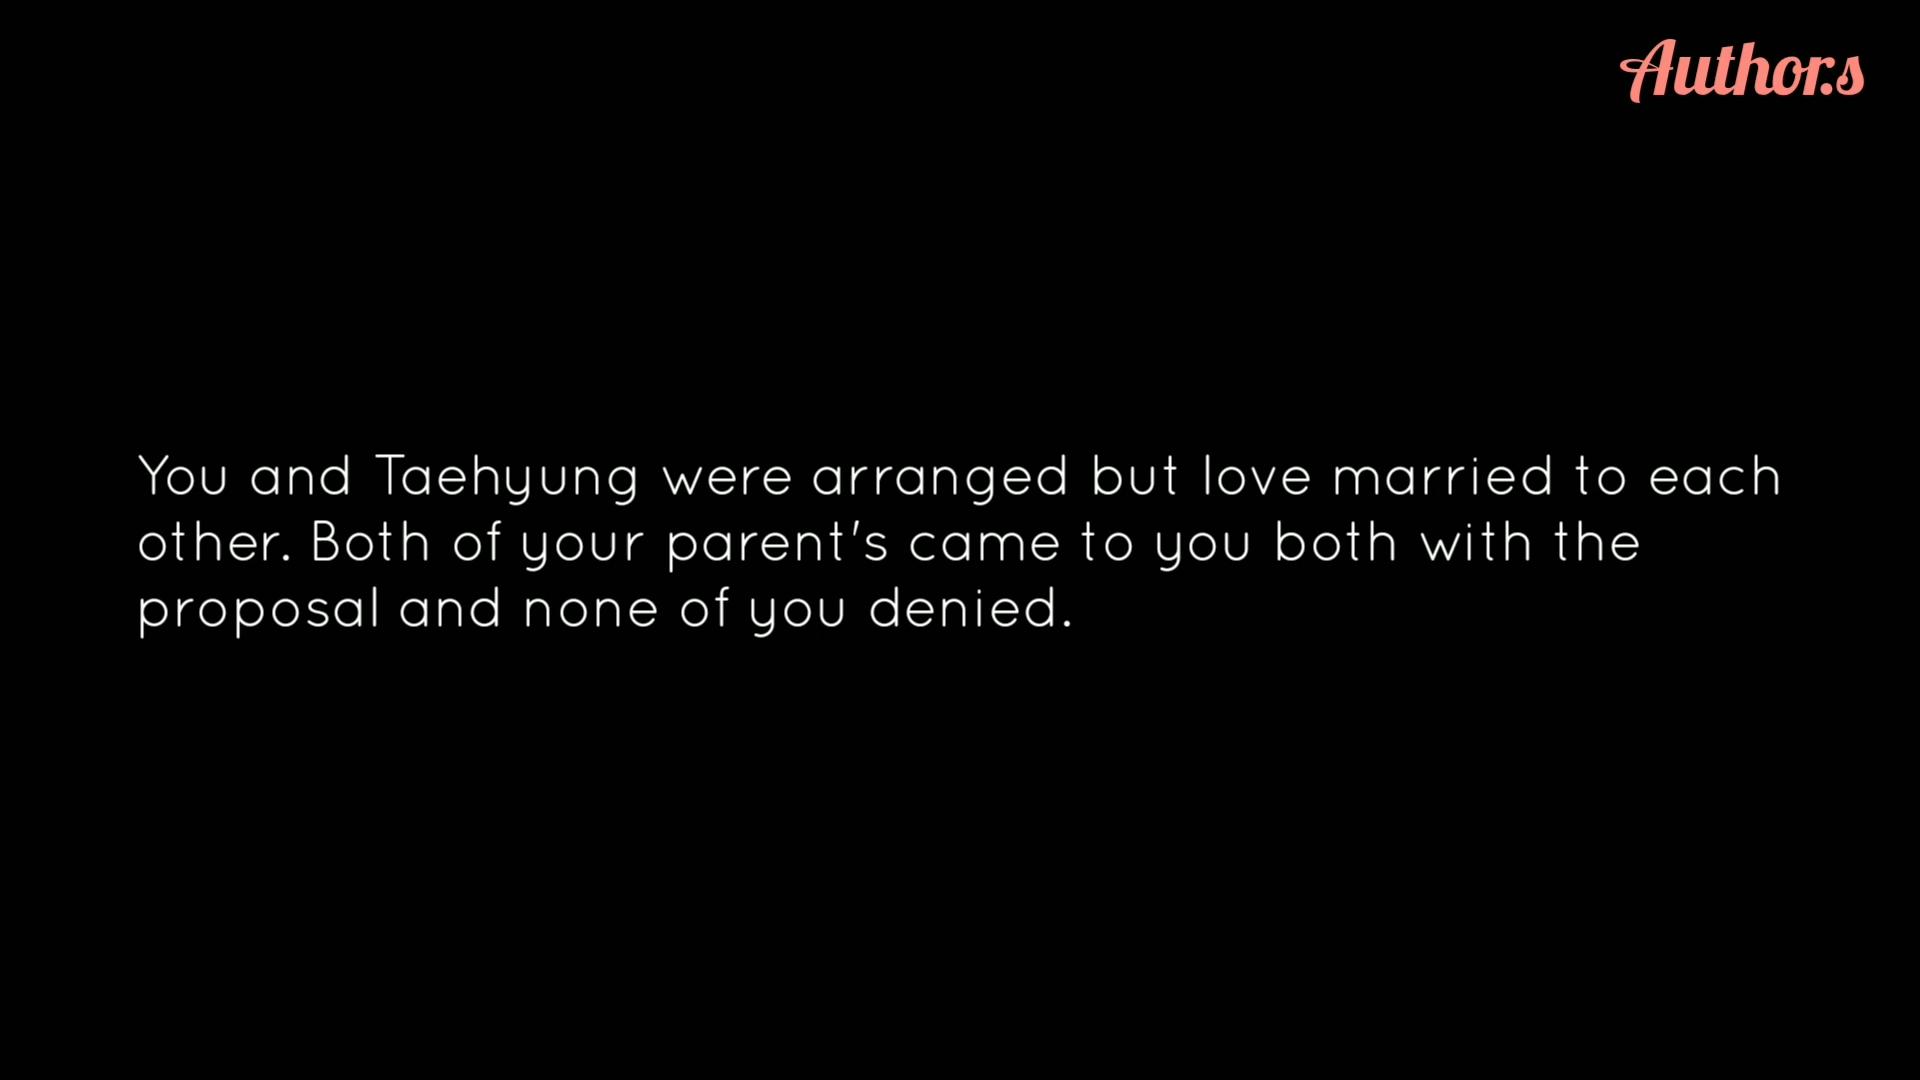 Author.s
You and Taehyung were arranged but love married to each
other. Both of your parent's came to you both with the
proposal and none of you denied.